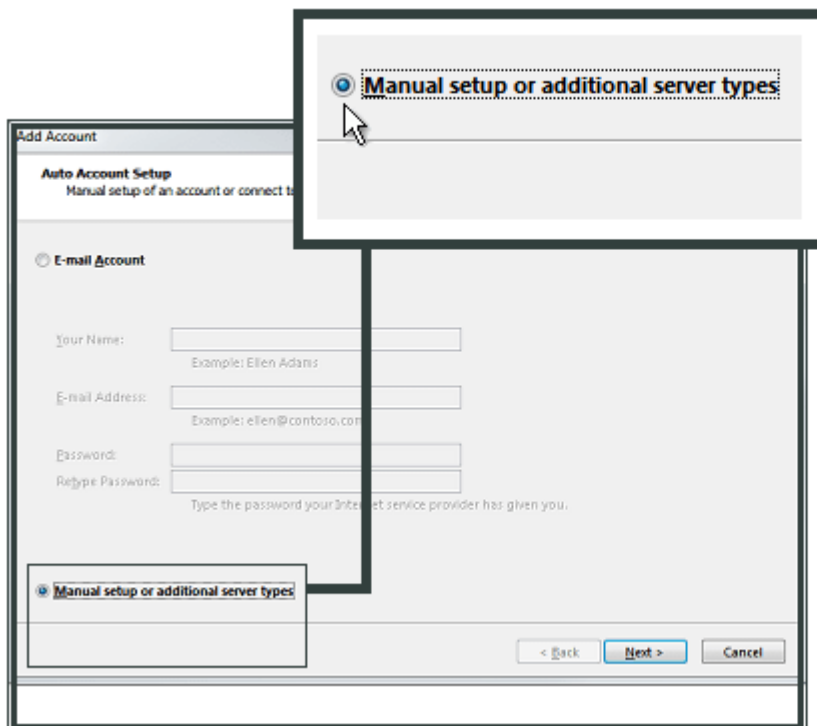 Manual setup or additional server types
Add Account
Auto Account Setup
Manual setup of an account or connect t
E-mail Account
Your Name:
Example: Ellen Adams
E-mail Address:
Example: ellen@contoso.com
Password:
Retype Password:
Type the password your Internet service provider has given you.
Manual setup or additional server types
< Back Next > Cancel